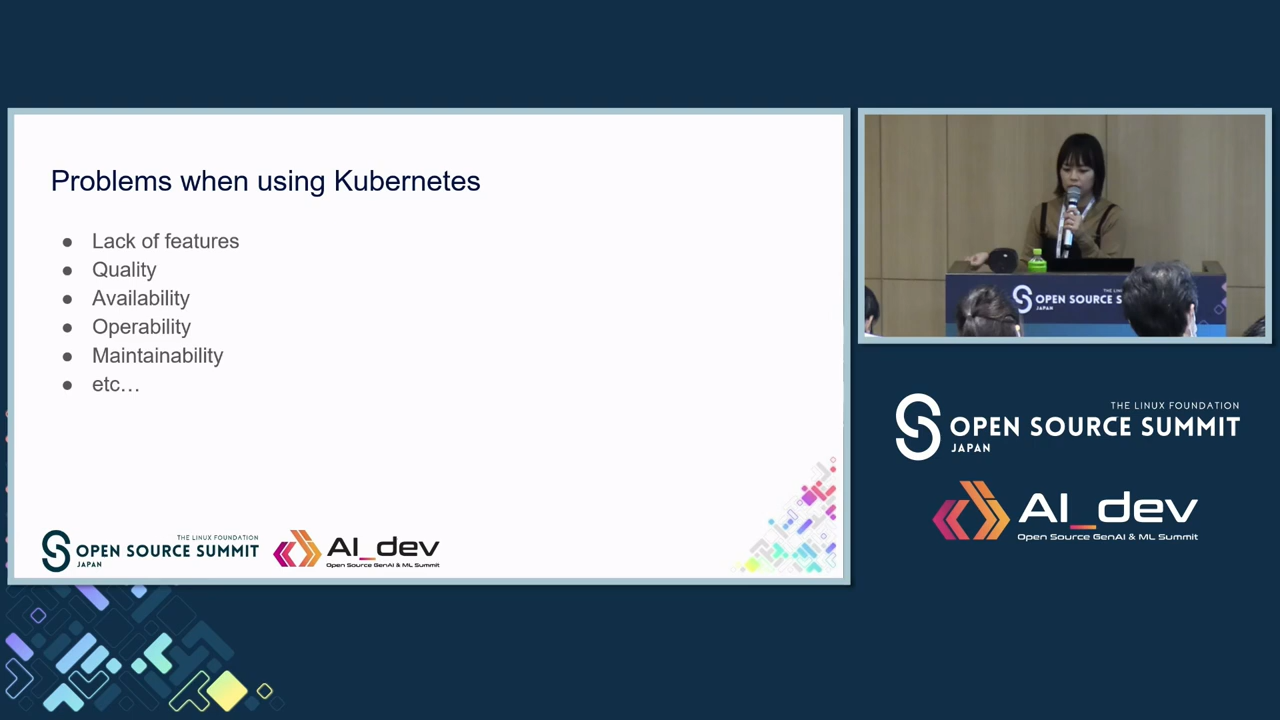 Problems when using Kubernetes
● Lack of features
● Quality
● Availability
● Operability
● Maintainability
● etc…
THE LINUX FOUNDATION
OPEN SOURCE SUMMIT
JAPAN
AI_dev
Open Source GenAI & ML Summit
THE LIN
OPEN SOURCE S
JAPAN
THE LINUX FOUNDATION
OPEN SOURCE SUMMIT
JAPAN
AI_dev
Open Source GenAI & ML Summit